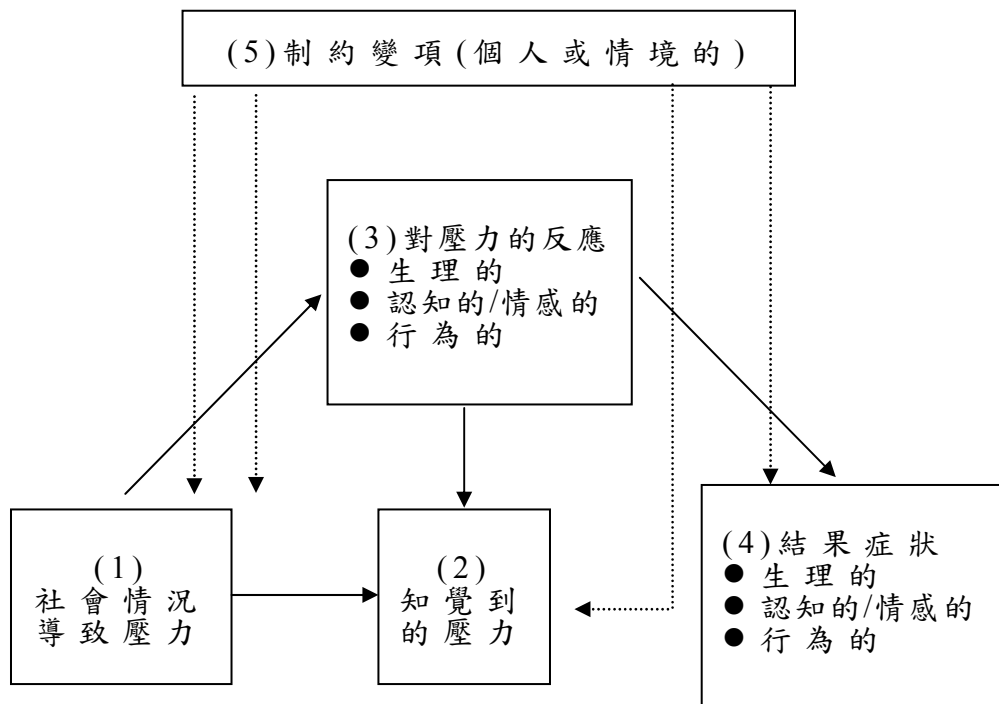 (5)制約變項(個人或情境的)
(3)對壓力的反應
● 生理的
● 認知的/情感的
● 行為的
(1)
社會情況
導致壓力
(2)
知覺到
的壓力
(4)結果症狀
● 生理的
● 認知的/情感的
● 行為的